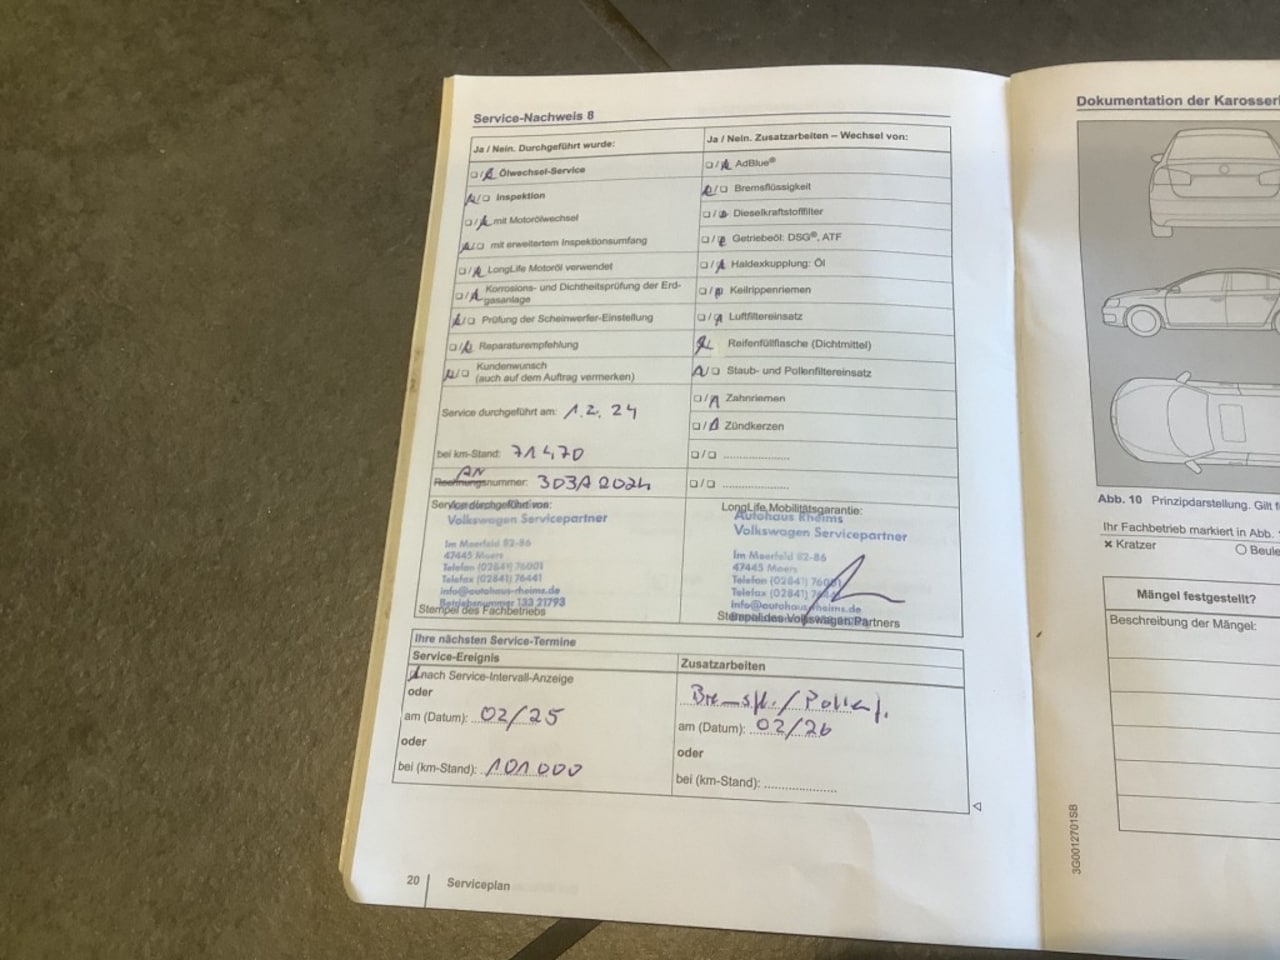 Service-Nachweis 8
Ja / Nein. Durchgeführt wurde:
☐/☒ Ölwechsel-Service
☒/☐ Inspektion
☐/☒ mit Motorölwechsel
☒/☐ mit erweitertem Inspektionsumfang
☐/☒ LongLife Motoröl verwendet
☐/☒ Korrosions- und Dichtheitsprüfung der Erd-
gasanlage
☒/☐ Prüfung der Scheinwerfer-Einstellung
☐/☒ Reparaturempfehlung
☒/☐ Kundenwunsch
(auch auf dem Auftrag vermerken)
Service durchgeführt am: 1.2.24
bei km-Stand: 71470
AN
Rechnungsnummer: 303A2024
Service durchgeführt von:
Volkswagen Servicepartner
Im Meerfeld 82-86
47445 Moers
Telefon (02841) 76001
Telefax (02841) 76441
info@autohaus-rheims.de
Betriebsnummer 133 21793
Stempel des Fachbetriebs
Ja / Nein. Zusatzarbeiten – Wechsel von:
☐/☒ AdBlue®
☒/☐ Bremsflüssigkeit
☐/☒ Dieselkraftstofffilter
☐/☒ Getriebeöl: DSG®, ATF
☐/☒ Haldexkupplung: Öl
☐/☒ Keilrippenriemen
☐/☒ Luftfiltereinsatz
Reifenfüllflasche (Dichtmittel)
☒/☐ Staub- und Pollenfiltereinsatz
☐/☒ Zahnriemen
☐/☒ Zündkerzen
☐/☐ ....................
☐/☐ ....................
LongLife Mobilitätsgarantie:
Autohaus Rheims
Volkswagen Servicepartner
Im Meerfeld 82-86
47445 Moers
Telefon (02841)
Telefax (02841)
Info@autohaus-rheims.de
Stempel des Volkswagen Partners
Ihre nächsten Service-Termine
Service-Ereignis
☒ nach Service-Intervall-Anzeige
oder
am (Datum): 02/25
oder
bei (km-Stand): 101000
Zusatzarbeiten
Bremsfl./Pollenf.
am (Datum): 02/26
oder
bei (km-Stand): ....................
20 Serviceplan
Dokumentation der Karosseri
Abb. 10 Prinzipdarstellung. Gilt f
Ihr Fachbetrieb markiert in Abb.
× Kratzer ○ Beule
Mängel festgestellt?
Beschreibung der Mängel:
3G0012701SB